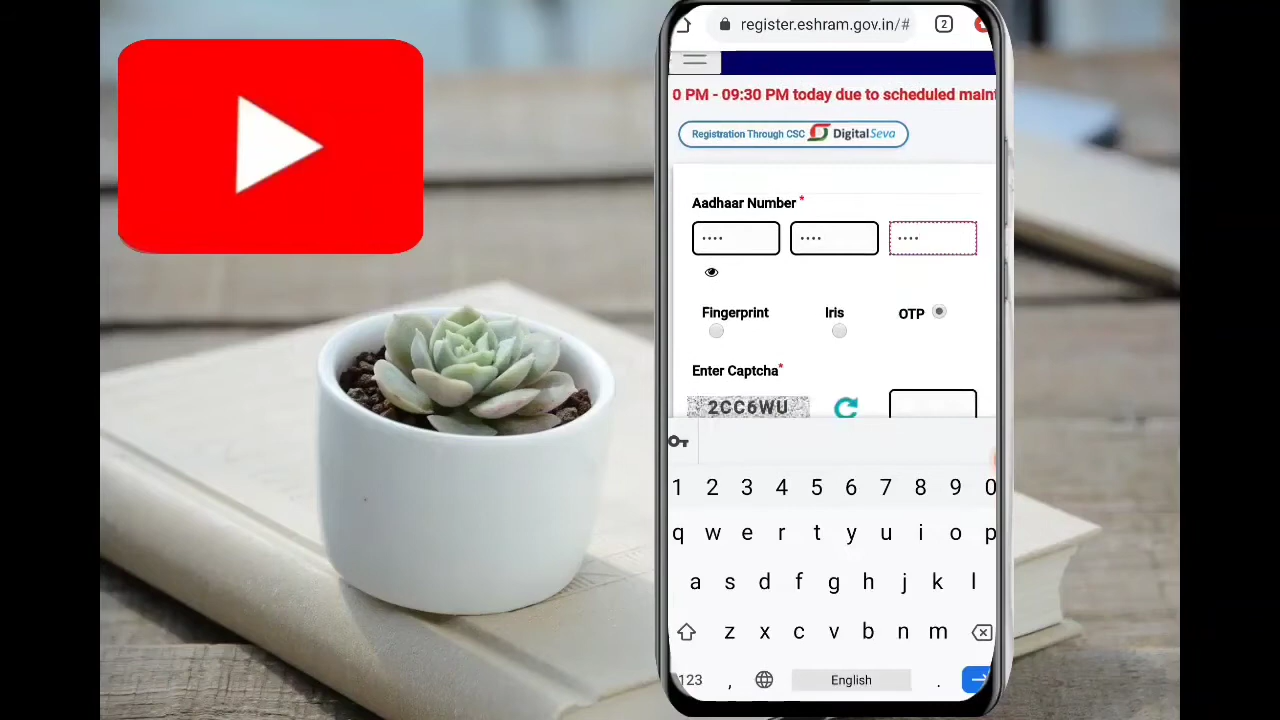 register.eshram.gov.in/#
2
0 PM - 09:30 PM today due to scheduled main
Registration Through CSC DigitalSeva
Aadhaar Number *
•••• •••• ••••
Fingerprint Iris OTP
Enter Captcha*
2CC6WU
1 2 3 4 5 6 7 8 9 0
q w e r t y u i o p
a s d f g h j k l
z x c v b n m
123 , English .